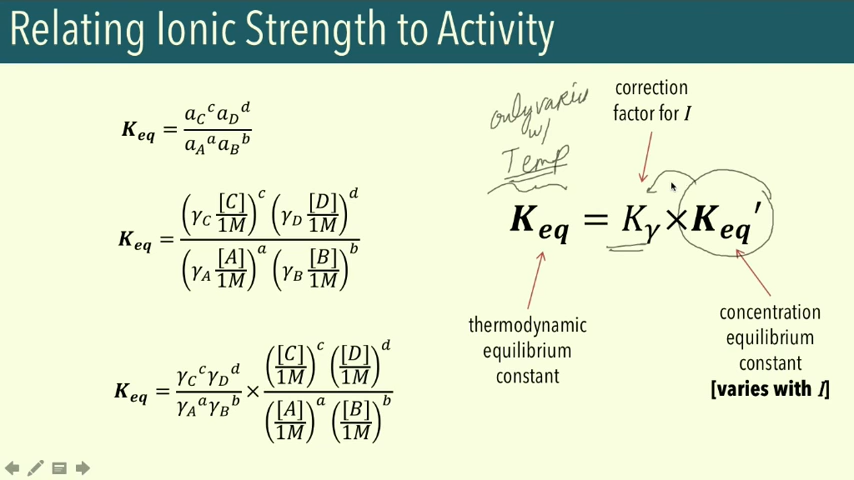 Relating Ionic Strength to Activity
K_eq = (a_C^c a_D^d) / (a_A^a a_B^b)
K_eq = ((γ_C [C]/1M)^c (γ_D [D]/1M)^d) / ((γ_A [A]/1M)^a (γ_B [B]/1M)^b)
K_eq = (γ_C^c γ_D^d) / (γ_A^a γ_B^b) × (([C]/1M)^c ([D]/1M)^d) / (([A]/1M)^a ([B]/1M)^b)
only varies
w/
Temp
correction
factor for I
K_eq = K_γ × K_eq′
thermodynamic
equilibrium
constant
concentration
equilibrium
constant
[varies with I]